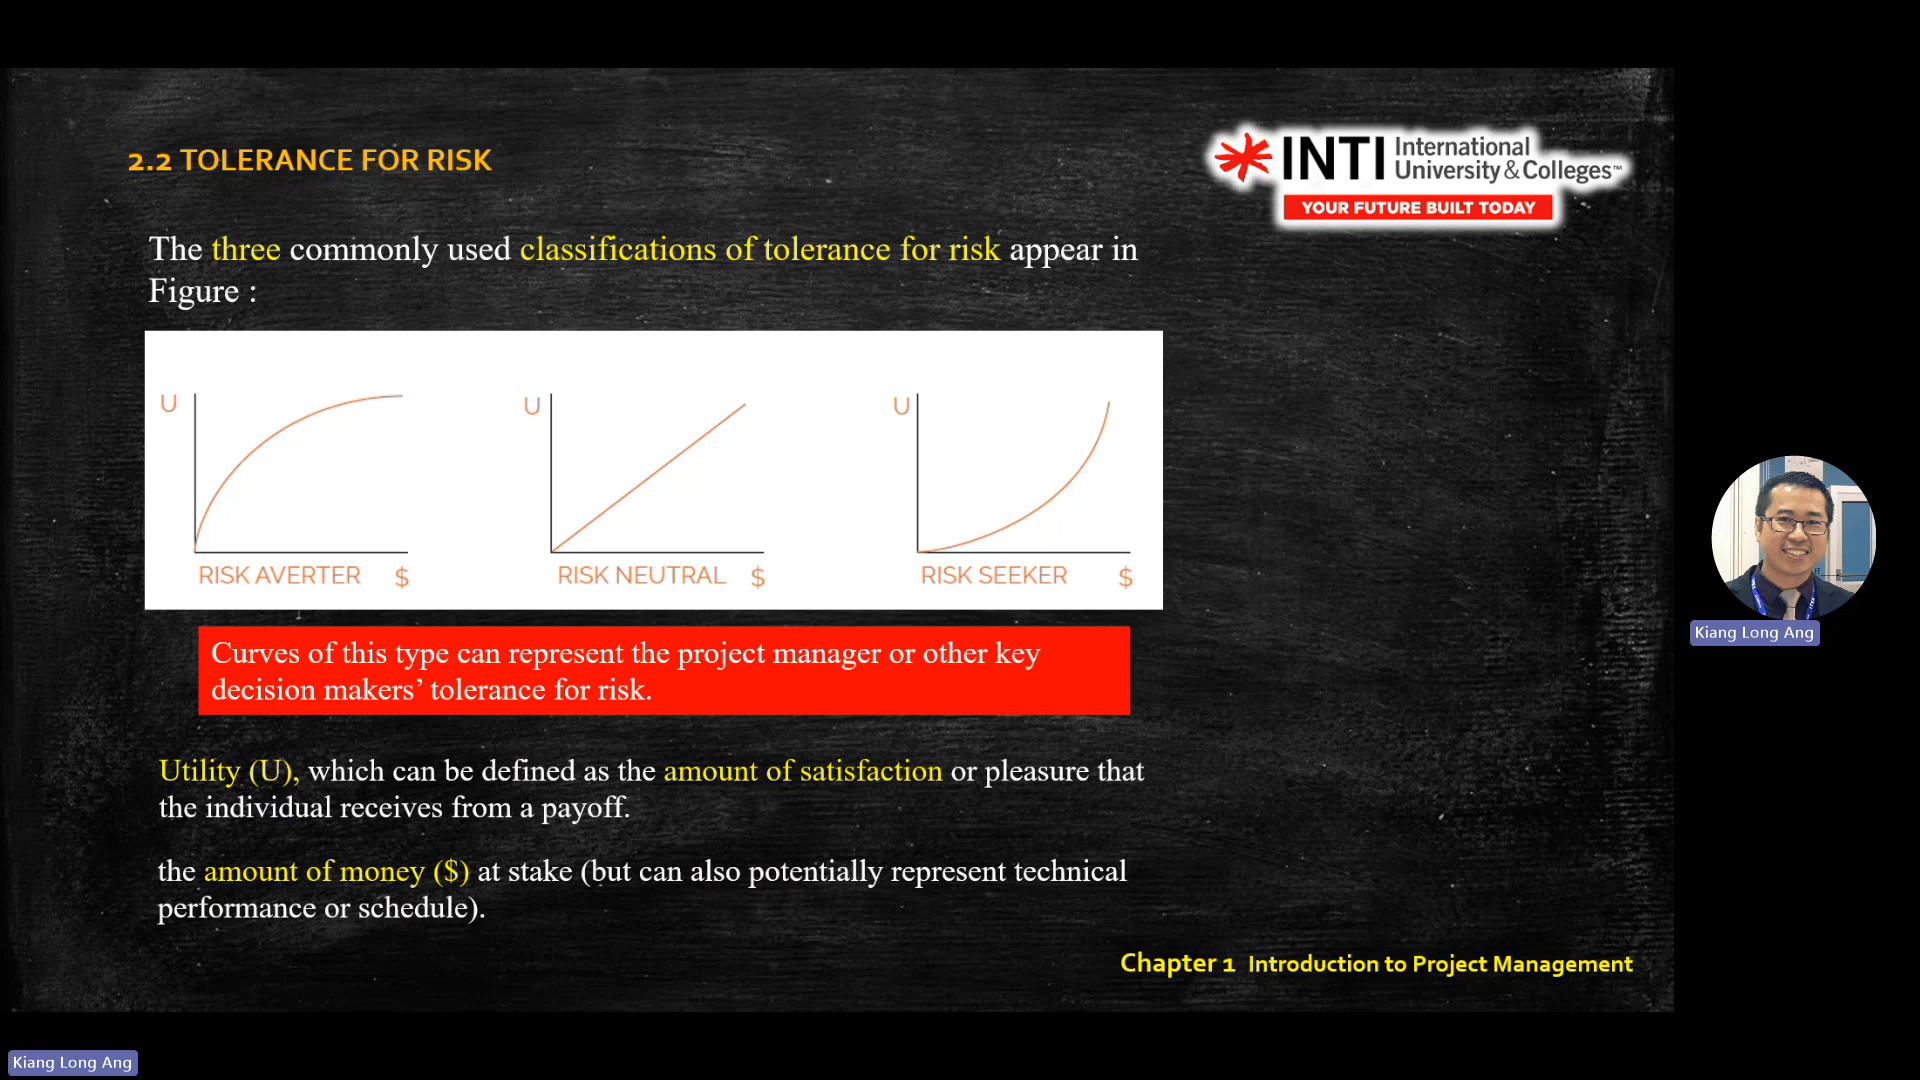 2.2 TOLERANCE FOR RISK
INTI International
University & Colleges™
YOUR FUTURE BUILT TODAY
The three commonly used classifications of tolerance for risk appear in
Figure :
U
U
U
RISK AVERTER $
RISK NEUTRAL $
RISK SEEKER $
Curves of this type can represent the project manager or other key
decision makers’ tolerance for risk.
Kiang Long Ang
Utility (U), which can be defined as the amount of satisfaction or pleasure that
the individual receives from a payoff.
the amount of money ($) at stake (but can also potentially represent technical
performance or schedule).
Chapter 1 Introduction to Project Management
Kiang Long Ang